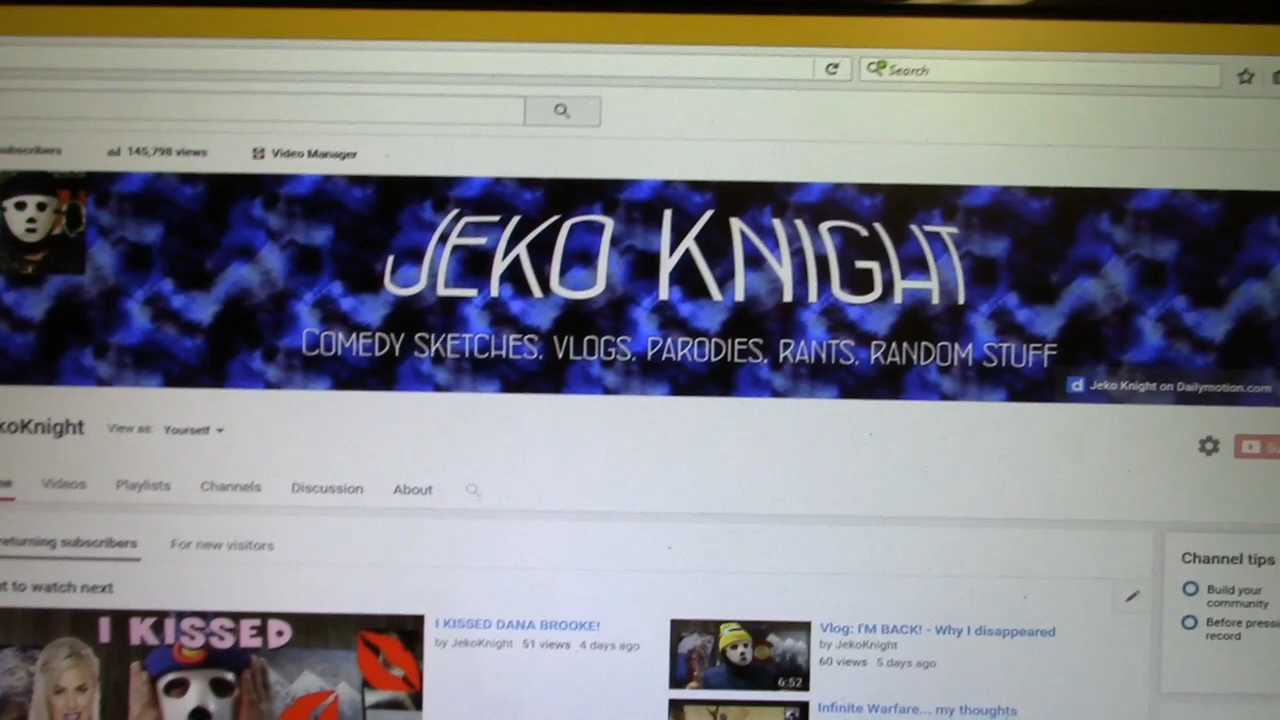 Search
subscribers 145,798 views Video Manager
JEKO KNIGHT
COMEDY SKETCHES, VLOGS, PARODIES, RANTS, RANDOM STUFF
d Jeko Knight on Dailymotion.com
koKnight View as: Yourself
Videos Playlists Channels Discussion About
returning subscribers For new visitors
to watch next
I KISSED
I KISSED DANA BROOKE!
by JekoKnight 51 views 4 days ago
6:52
Vlog: I'M BACK! - Why I disappeared
by JekoKnight
60 views 5 days ago
Infinite Warfare... my thoughts
Channel tips
Build your
community
Before
record